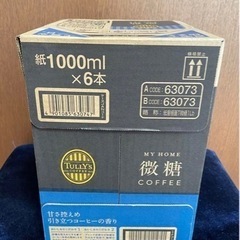 紙1000ml
×6本
A CODE : 63073
B CODE : 63073
TULLY'S
COFFEE
MY HOME
微糖
COFFEE
甘さ控えめ
引き立つコーヒーの香り